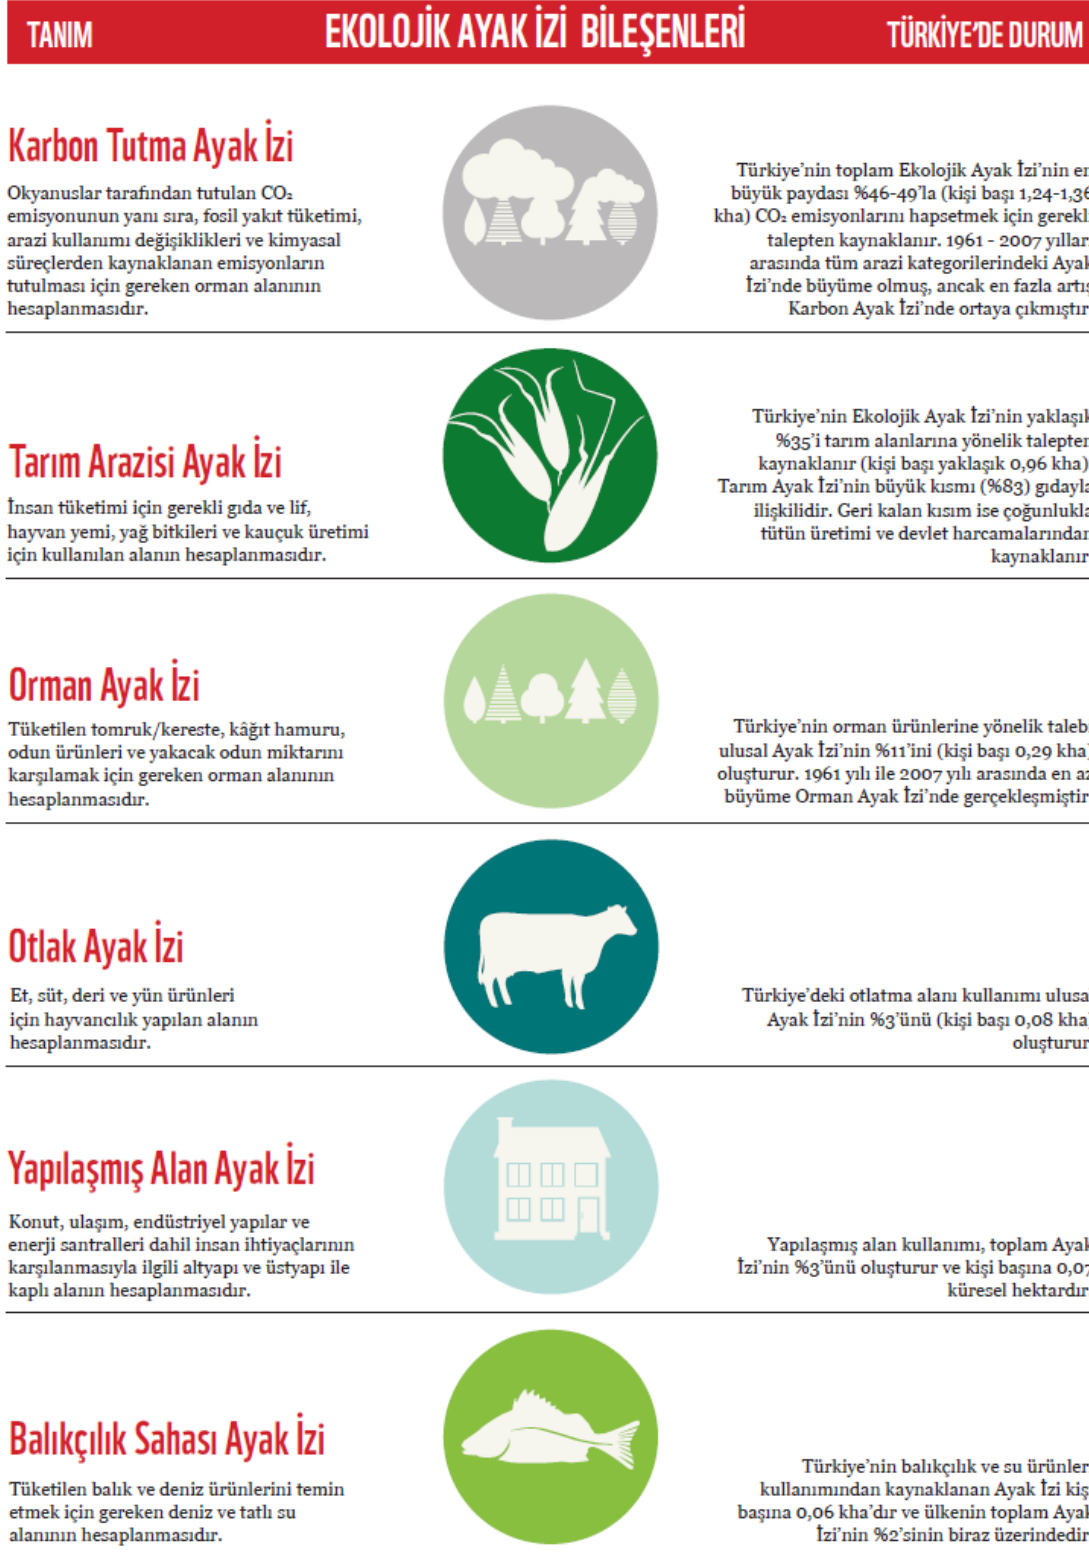 TANIM
EKOLOJİK AYAK İZİ BİLEŞENLERİ
TÜRKİYE'DE DURUM
Karbon Tutma Ayak İzi
Okyanuslar tarafından tutulan CO₂
emisyonunun yanı sıra, fosil yakıt tüketimi,
arazi kullanımı değişiklikleri ve kimyasal
süreçlerden kaynaklanan emisyonların
tutulması için gereken orman alanının
hesaplanmasıdır.
Türkiye'nin toplam Ekolojik Ayak İzi'nin en
büyük paydası %46-49'la (kişi başı 1,24-1,36
kha) CO₂ emisyonlarını hapsetmek için gerekli
talepten kaynaklanır. 1961 - 2007 yılları
arasında tüm arazi kategorilerindeki Ayak
İzi'nde büyüme olmuş, ancak en fazla artış
Karbon Ayak İzi'nde ortaya çıkmıştır
Tarım Arazisi Ayak İzi
İnsan tüketimi için gerekli gıda ve lif,
hayvan yemi, yağ bitkileri ve kauçuk üretimi
için kullanılan alanın hesaplanmasıdır.
Türkiye'nin Ekolojik Ayak İzi'nin yaklaşık
%35'i tarım alanlarına yönelik talepten
kaynaklanır (kişi başı yaklaşık 0,96 kha)
Tarım Ayak İzi'nin büyük kısmı (%83) gıdayla
ilişkilidir. Geri kalan kısım ise çoğunlukla
tütün üretimi ve devlet harcamalarından
kaynaklanır
Orman Ayak İzi
Tüketilen tomruk/kereste, kâğıt hamuru,
odun ürünleri ve yakacak odun miktarını
karşılamak için gereken orman alanının
hesaplanmasıdır.
Türkiye'nin orman ürünlerine yönelik talebi
ulusal Ayak İzi'nin %11'ini (kişi başı 0,29 kha)
oluşturur. 1961 yılı ile 2007 yılı arasında en az
büyüme Orman Ayak İzi'nde gerçekleşmiştir
Otlak Ayak İzi
Et, süt, deri ve yün ürünleri
için hayvancılık yapılan alanın
hesaplanmasıdır.
Türkiye'deki otlatma alanı kullanımı ulusa
Ayak İzi'nin %3'ünü (kişi başı 0,08 kha)
oluşturur
Yapılaşmış Alan Ayak İzi
Konut, ulaşım, endüstriyel yapılar ve
enerji santralleri dahil insan ihtiyaçlarının
karşılanmasıyla ilgili altyapı ve üstyapı ile
kaplı alanın hesaplanmasıdır.
Yapılaşmış alan kullanımı, toplam Ayak
İzi'nin %3'ünü oluşturur ve kişi başına 0,07
küresel hektardır
Balıkçılık Sahası Ayak İzi
Tüketilen balık ve deniz ürünlerini temin
etmek için gereken deniz ve tatlı su
alanının hesaplanmasıdır.
Türkiye'nin balıkçılık ve su ürünler
kullanımından kaynaklanan Ayak İzi kiş
başına 0,06 kha'dır ve ülkenin toplam Ayak
İzi'nin %2'sinin biraz üzerindedir